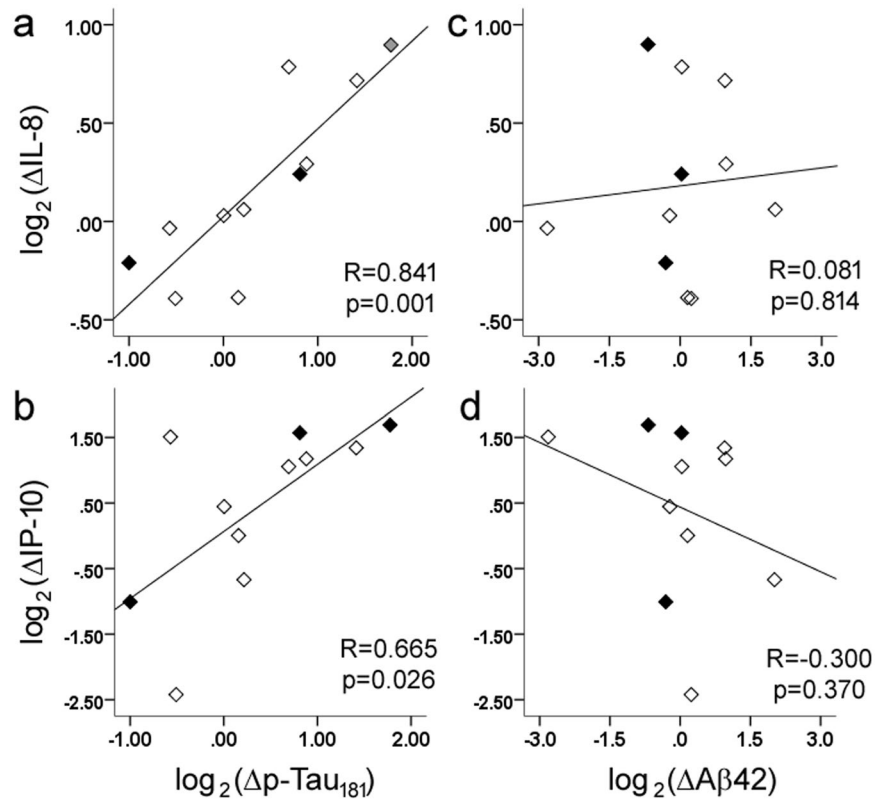 a
1.00
.50
.00
-.50
log₂(ΔIL-8)
R=0.841
p=0.001
-1.00 .00 1.00 2.00
c
1.00
.50
.00
-.50
R=0.081
p=0.814
-3.0 -1.5 .0 1.5 3.0
b
1.50
.50
-.50
-1.50
-2.50
log₂(ΔIP-10)
R=0.665
p=0.026
-1.00 .00 1.00 2.00
log₂(Δp-Tau₁₈₁)
d
1.50
.50
-.50
-1.50
-2.50
R=-0.300
p=0.370
-3.0 -1.5 .0 1.5 3.0
log₂(ΔAβ42)